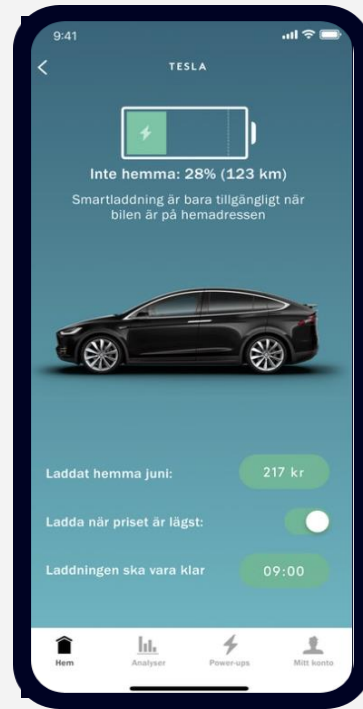 9:41
TESLA
Inte hemma: 28% (123 km)
Smartladdning är bara tillgängligt när
bilen är på hemadressen
Laddat hemma juni:
217 kr
Ladda när priset är lägst:
Laddningen ska vara klar
09:00
Hem
Analyser
Power-ups
Mitt konto